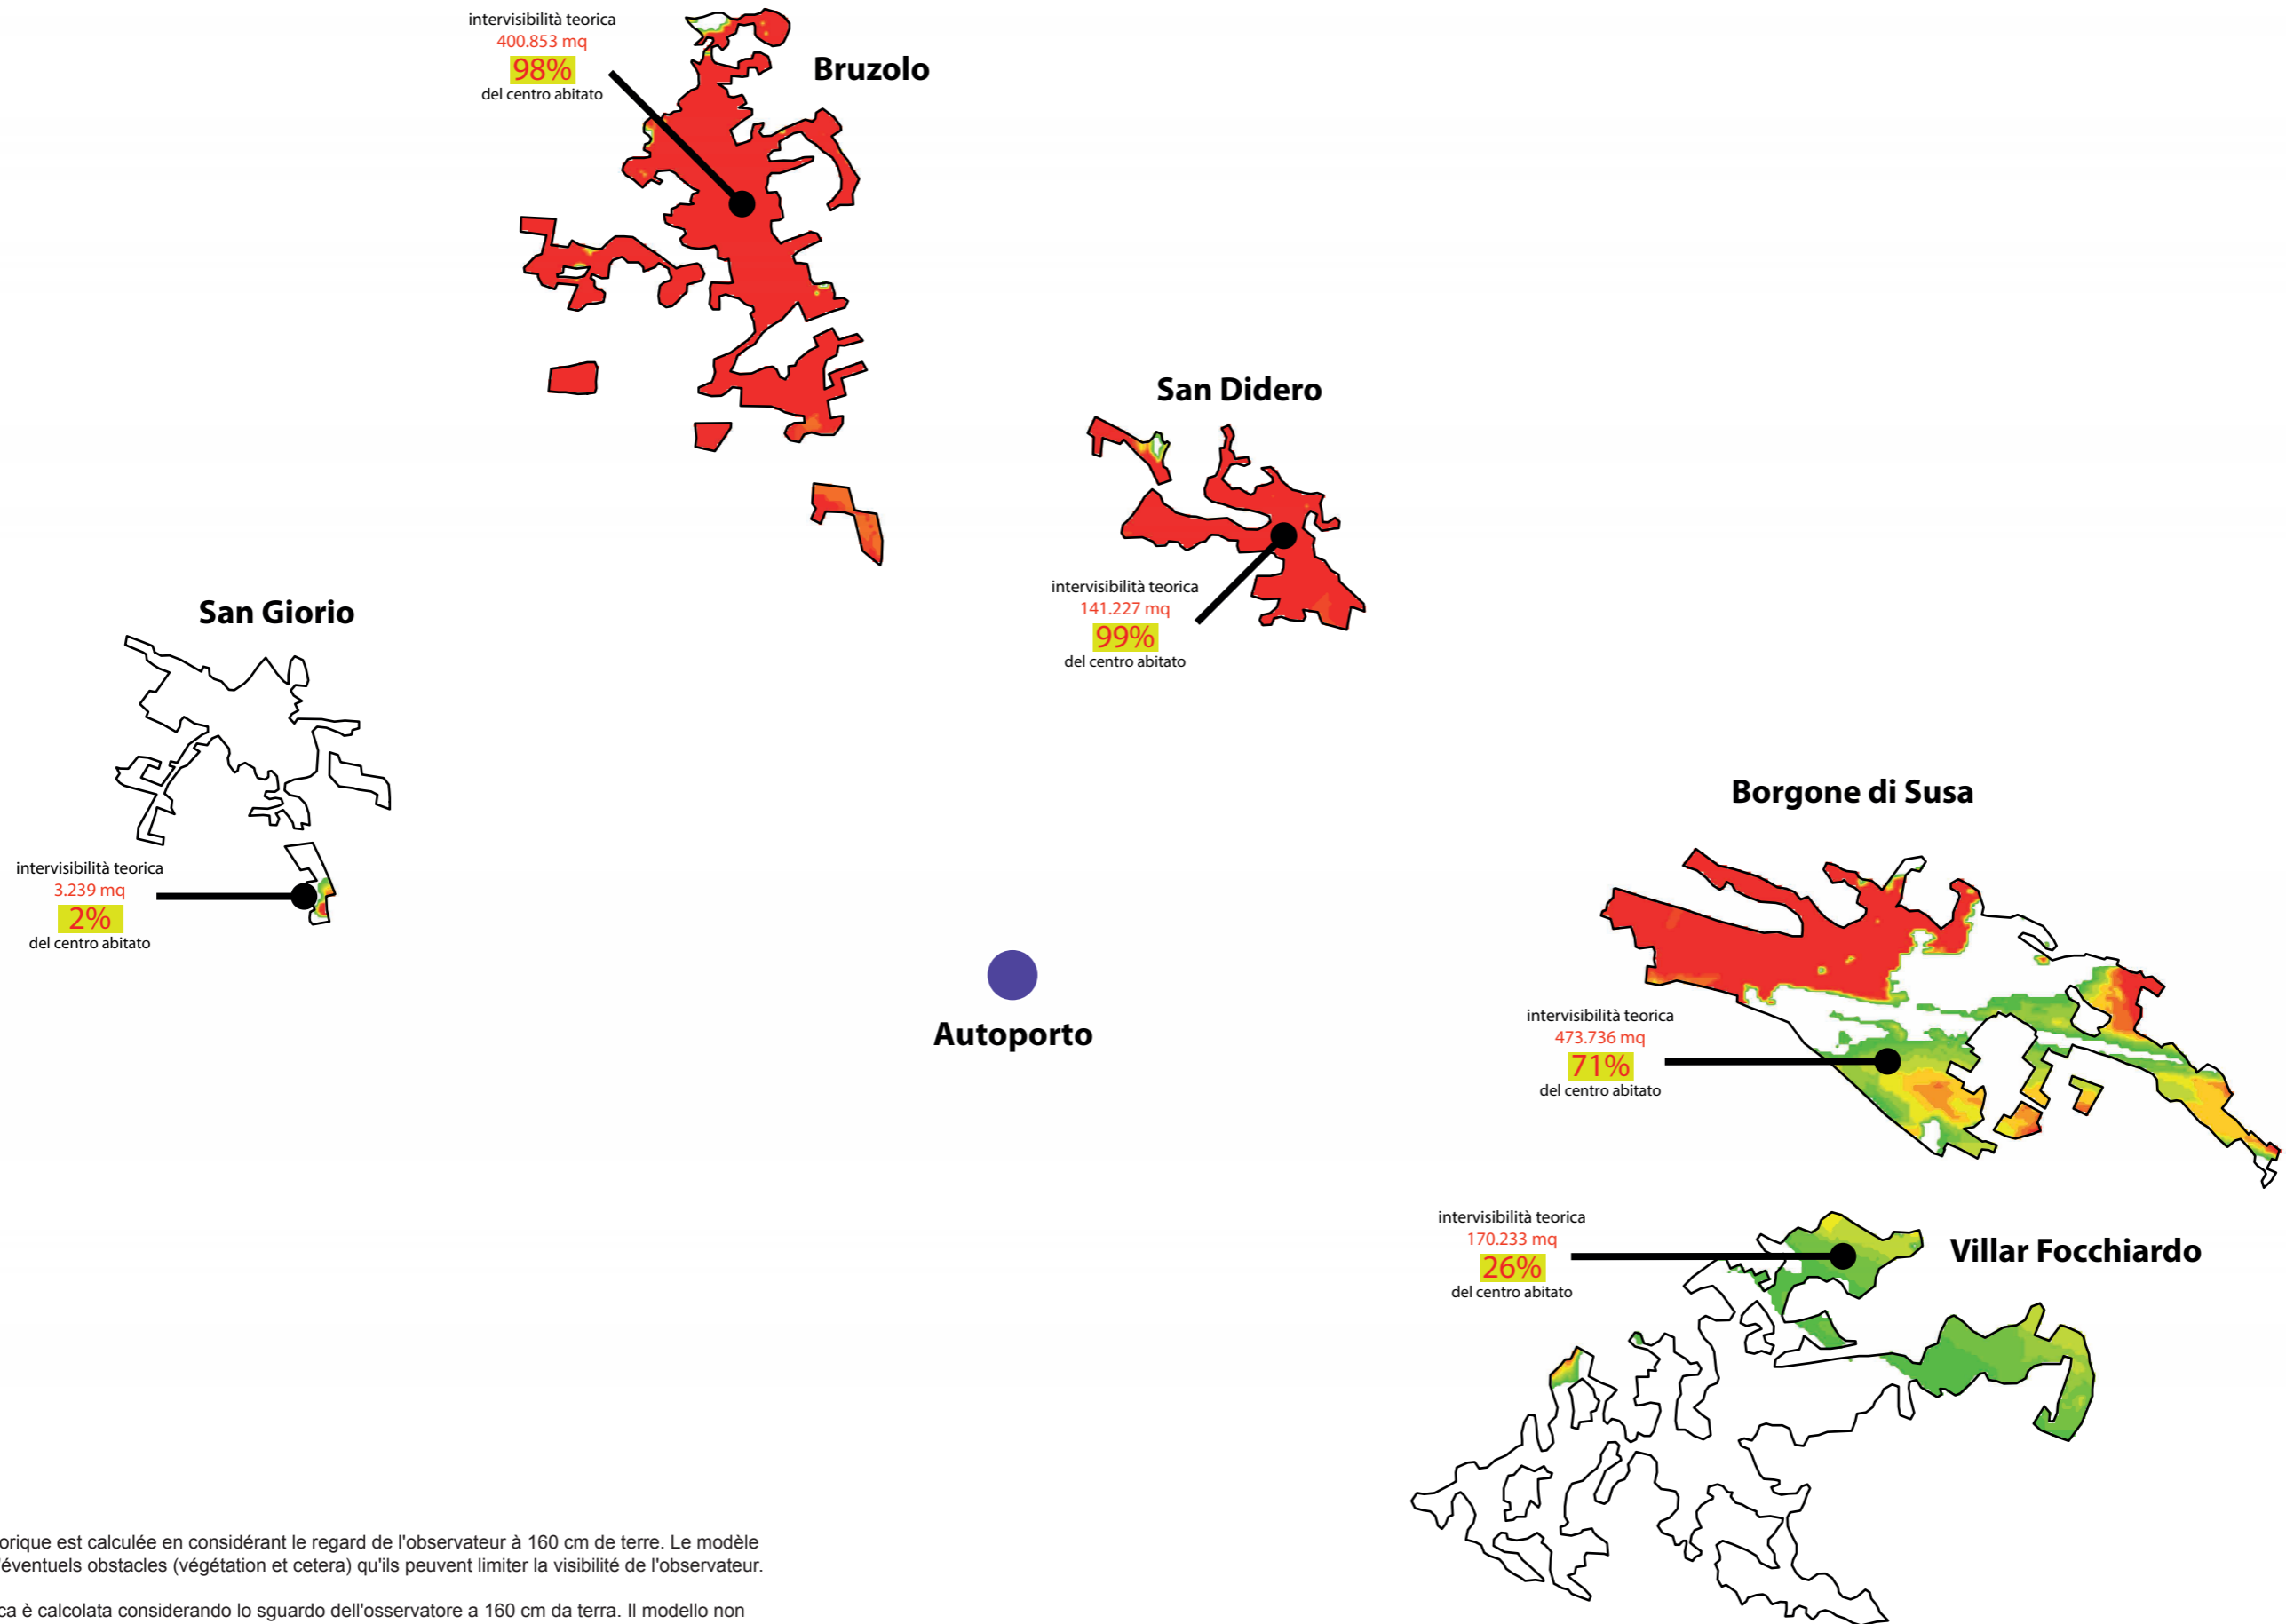 intervisibilità teorica
400.853 mq
98%
del centro abitato
Bruzolo
San Didero
intervisibilità teorica
141.227 mq
99%
del centro abitato
San Giorio
intervisibilità teorica
3.239 mq
2%
del centro abitato
Borgone di Susa
intervisibilità teorica
473.736 mq
71%
del centro abitato
Autoporto
intervisibilità teorica
170.233 mq
26%
del centro abitato
Villar Focchiardo
orique est calculée en considérant le regard de l'observateur à 160 cm de terre. Le modèle
'éventuels obstacles (végétation et cetera) qu'ils peuvent limiter la visibilité de l'observateur.
ca è calcolata considerando lo sguardo dell'osservatore a 160 cm da terra. Il modello non